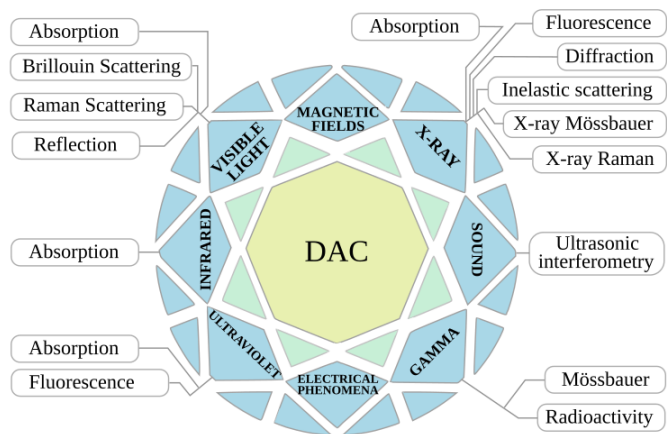 Absorption
Brillouin Scattering
Raman Scattering
Reflection
Absorption
Absorption
Fluorescence
Absorption
Fluorescence
Diffraction
Inelastic scattering
X-ray Mössbauer
X-ray Raman
Ultrasonic
interferometry
Mössbauer
Radioactivity
MAGNETIC
FIELDS
X-RAY
SOUND
GAMMA
ELECTRICAL
PHENOMENA
ULTRAVIOLET
INFRARED
VISIBLE
LIGHT
DAC